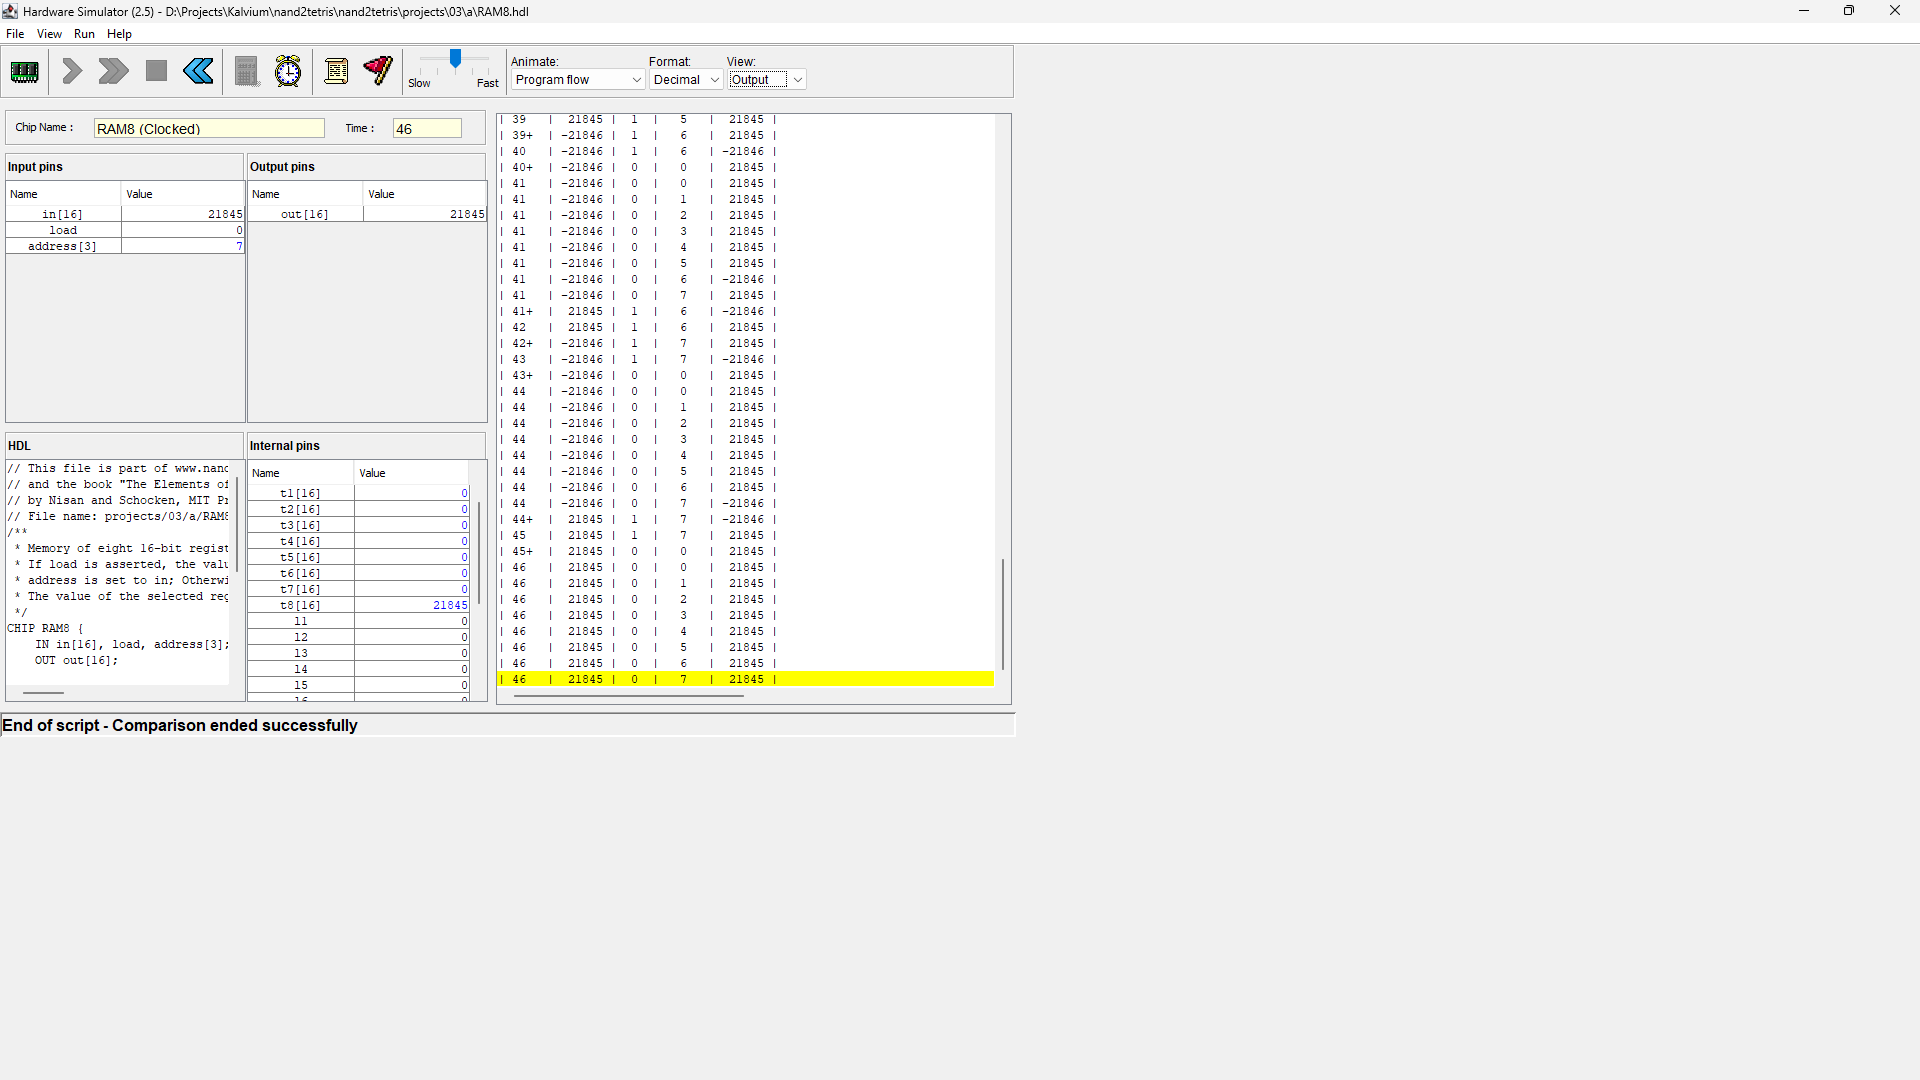 Hardware Simulator (2.5) - D:\Projects\Kalvium\nand2tetris\nand2tetris\projects\03\a\RAM8.hdl
File View Run Help
Slow Fast
Animate: Format: View:
Program flow Decimal Output
Chip Name : RAM8 (Clocked) Time : 46
Input pins
Name Value
in[16] 21845
load 0
address[3] 7
Output pins
Name Value
out[16] 21845
HDL
// This file is part of www.nand
// and the book "The Elements of
// by Nisan and Schocken, MIT Pr
// File name: projects/03/a/RAM8
/**
* Memory of eight 16-bit regist
* If load is asserted, the valu
* address is set to in; Otherwi
* The value of the selected reg
*/
CHIP RAM8 {
IN in[16], load, address[3];
OUT out[16];
Internal pins
Name Value
t1[16] 0
t2[16] 0
t3[16] 0
t4[16] 0
t5[16] 0
t6[16] 0
t7[16] 0
t8[16] 21845
l1 0
l2 0
l3 0
l4 0
l5 0
l6 0
| 39 | 21845 | 1 | 5 | 21845 |
| 39+ | -21846 | 1 | 6 | 21845 |
| 40 | -21846 | 1 | 6 | -21846 |
| 40+ | -21846 | 0 | 0 | 21845 |
| 41 | -21846 | 0 | 0 | 21845 |
| 41 | -21846 | 0 | 1 | 21845 |
| 41 | -21846 | 0 | 2 | 21845 |
| 41 | -21846 | 0 | 3 | 21845 |
| 41 | -21846 | 0 | 4 | 21845 |
| 41 | -21846 | 0 | 5 | 21845 |
| 41 | -21846 | 0 | 6 | -21846 |
| 41 | -21846 | 0 | 7 | 21845 |
| 41+ | 21845 | 1 | 6 | -21846 |
| 42 | 21845 | 1 | 6 | 21845 |
| 42+ | -21846 | 1 | 7 | 21845 |
| 43 | -21846 | 1 | 7 | -21846 |
| 43+ | -21846 | 0 | 0 | 21845 |
| 44 | -21846 | 0 | 0 | 21845 |
| 44 | -21846 | 0 | 1 | 21845 |
| 44 | -21846 | 0 | 2 | 21845 |
| 44 | -21846 | 0 | 3 | 21845 |
| 44 | -21846 | 0 | 4 | 21845 |
| 44 | -21846 | 0 | 5 | 21845 |
| 44 | -21846 | 0 | 6 | 21845 |
| 44 | -21846 | 0 | 7 | -21846 |
| 44+ | 21845 | 1 | 7 | -21846 |
| 45 | 21845 | 1 | 7 | 21845 |
| 45+ | 21845 | 0 | 0 | 21845 |
| 46 | 21845 | 0 | 0 | 21845 |
| 46 | 21845 | 0 | 1 | 21845 |
| 46 | 21845 | 0 | 2 | 21845 |
| 46 | 21845 | 0 | 3 | 21845 |
| 46 | 21845 | 0 | 4 | 21845 |
| 46 | 21845 | 0 | 5 | 21845 |
| 46 | 21845 | 0 | 6 | 21845 |
| 46 | 21845 | 0 | 7 | 21845 |
End of script - Comparison ended successfully